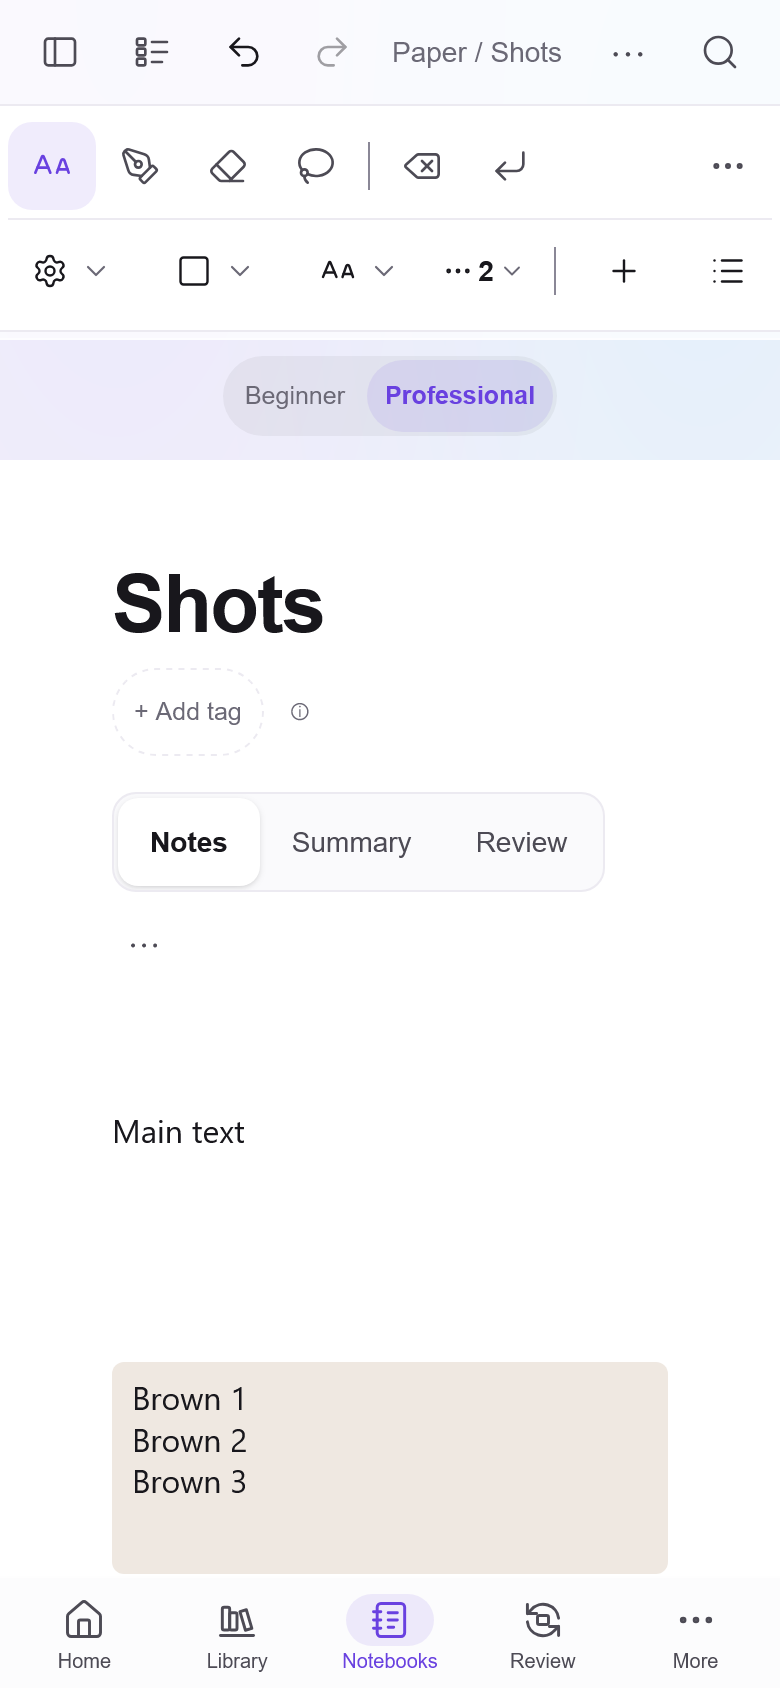 Paper / Shots
2
Beginner
Professional
Shots
+ Add tag
Notes
Summary
Review
Main text
Brown 1
Brown 2
Brown 3
Home
Library
Notebooks
Review
More